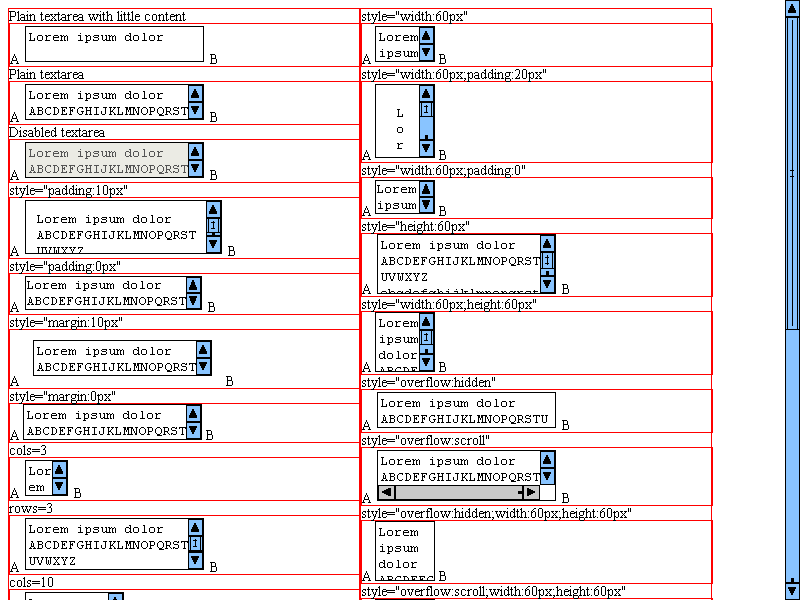 Plain textarea with little content
Lorem ipsum dolor
A B
Plain textarea
Lorem ipsum dolor
ABCDEFGHIJKLMNOPQRST
A B
Disabled textarea
Lorem ipsum dolor
ABCDEFGHIJKLMNOPQRST
A B
style="padding:10px"
Lorem ipsum dolor
ABCDEFGHIJKLMNOPQRST
UVWXYZ
A B
style="padding:0px"
Lorem ipsum dolor
ABCDEFGHIJKLMNOPQRST
A B
style="margin:10px"
Lorem ipsum dolor
ABCDEFGHIJKLMNOPQRST
A B
style="margin:0px"
Lorem ipsum dolor
ABCDEFGHIJKLMNOPQRST
A B
cols=3
Lor
em
A B
rows=3
Lorem ipsum dolor
ABCDEFGHIJKLMNOPQRST
UVWXYZ
A B
cols=10
style="width:60px"
Lorem
ipsum
A B
style="width:60px;padding:20px"
L
o
r
A B
style="width:60px;padding:0"
Lorem
ipsum
A B
style="height:60px"
Lorem ipsum dolor
ABCDEFGHIJKLMNOPQRST
UVWXYZ
abcdefghijklmnopqrst
A B
style="width:60px;height:60px"
Lorem
ipsum
dolor
ABCDE
A B
style="overflow:hidden"
Lorem ipsum dolor
ABCDEFGHIJKLMNOPQRSTU
A B
style="overflow:scroll"
Lorem ipsum dolor
ABCDEFGHIJKLMNOPQRST
A B
style="overflow:hidden;width:60px;height:60px"
Lorem
ipsum
dolor
ABCDEFG
A B
style="overflow:scroll;width:60px;height:60px"